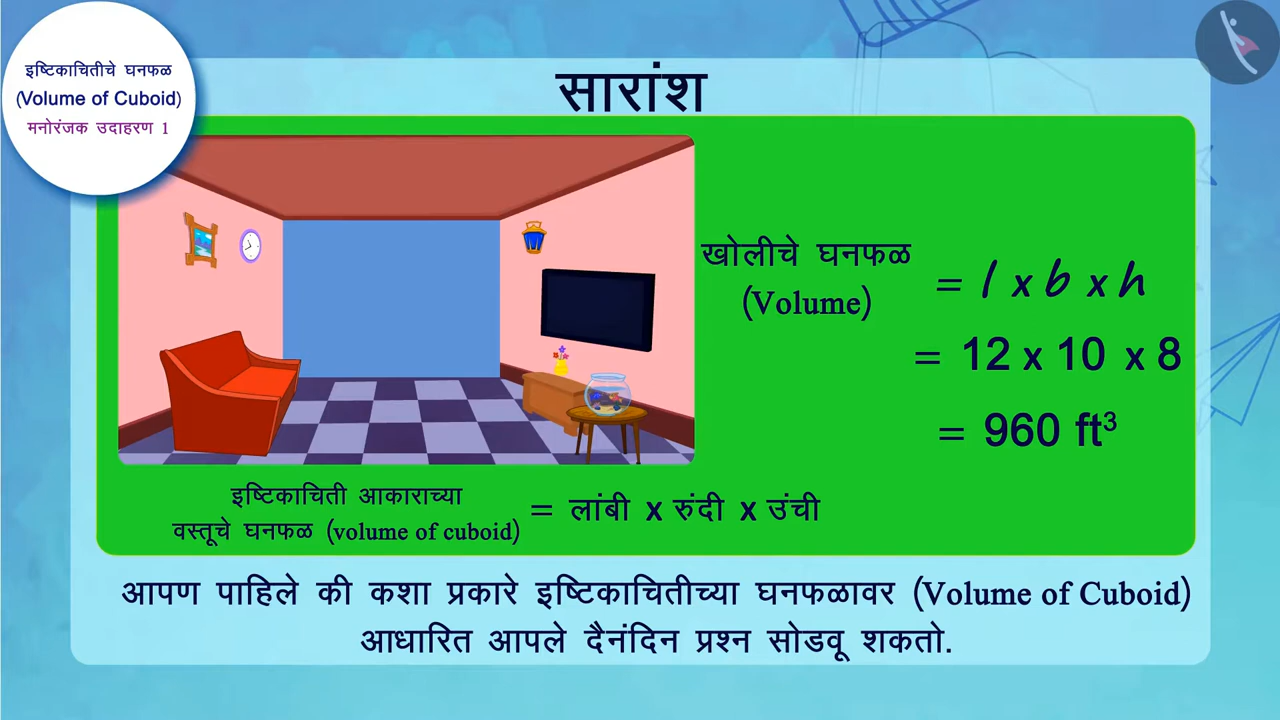 इष्टिकाचितीचे घनफळ
(Volume of Cuboid)
मनोरंजक उदाहरण 1
सारांश
खोलीचे घनफळ
(Volume)
= l x b x h
= 12 x 10 x 8
= 960 ft³
इष्टिकाचिती आकाराच्या
वस्तूचे घनफळ (volume of cuboid)
= लांबी x रुंदी x उंची
आपण पाहिले की कशा प्रकारे इष्टिकाचितीच्या घनफळावर (Volume of Cuboid)
आधारित आपले दैनंदिन प्रश्न सोडवू शकतो.